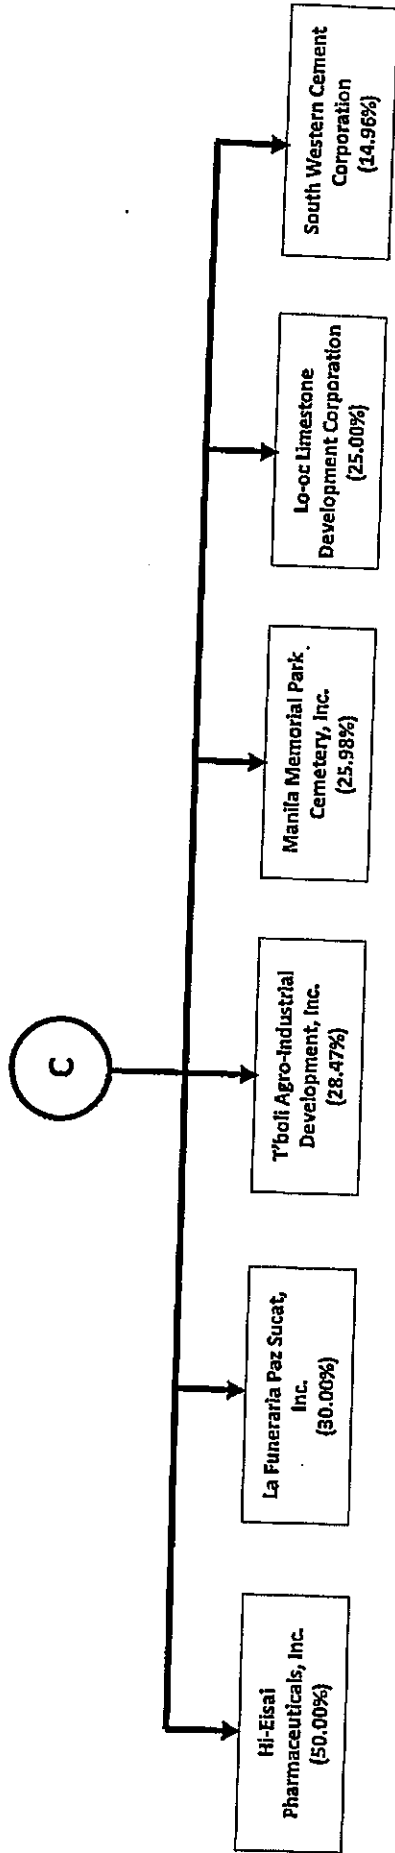 C
Hi-Eisai
Pharmaceuticals, Inc.
(50.00%)
La Funeraria Paz Sucat,
Inc.
(30.00%)
T'boli Agro-Industrial
Development, Inc.
(28.47%)
Manila Memorial Park
Cemetery, Inc.
(25.98%)
Lo-oc Limestone
Development Corporation
(25.00%)
South Western Cement
Corporation
(14.96%)